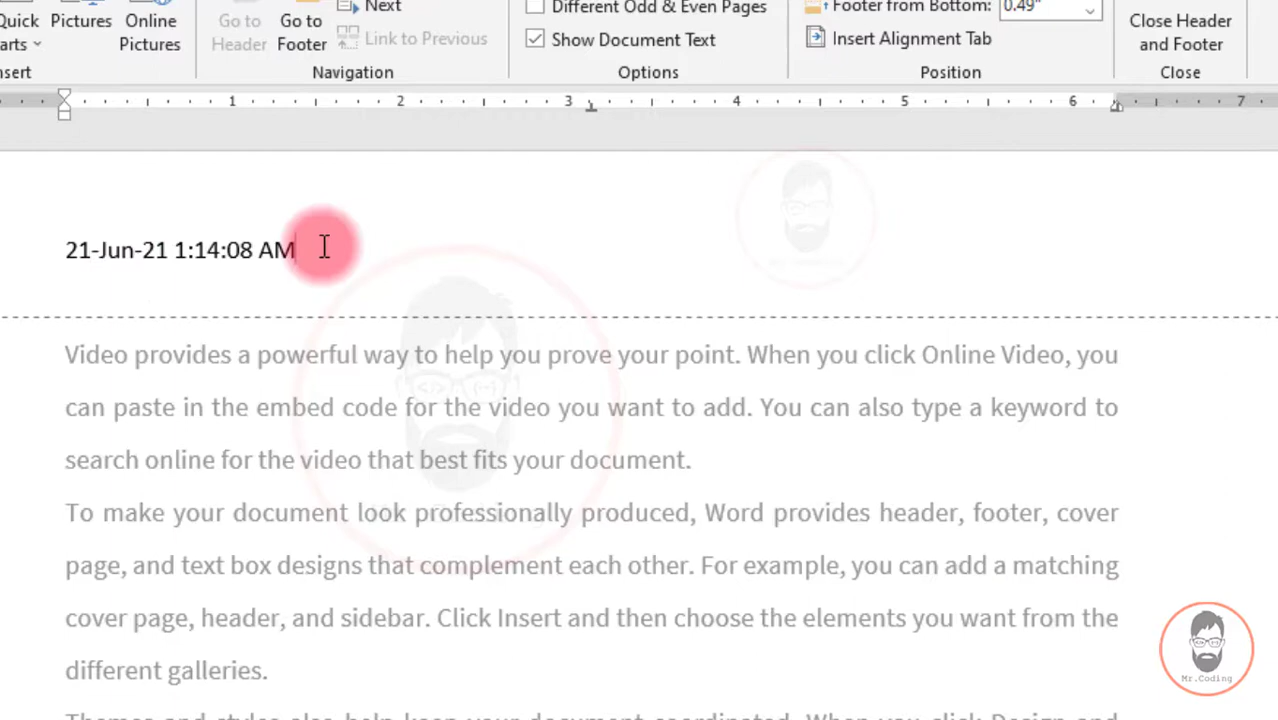 Quick
Pictures
Online
Pictures
arts
nsert
Go to
Header
Go to
Footer
Next
Link to Previous
Navigation
Different Odd & Even Pages
Show Document Text
Options
Footer from Bottom: 0.49"
Insert Alignment Tab
Position
Close Header
and Footer
Close
1 2 3 4 5 6 7
21-Jun-21 1:14:08 AM
Video provides a powerful way to help you prove your point. When you click Online Video, you
can paste in the embed code for the video you want to add. You can also type a keyword to
search online for the video that best fits your document.
To make your document look professionally produced, Word provides header, footer, cover
page, and text box designs that complement each other. For example, you can add a matching
cover page, header, and sidebar. Click Insert and then choose the elements you want from the
different galleries.
Themes and styles also help keep your document coordinated. When you click Design and
Mr.Coding